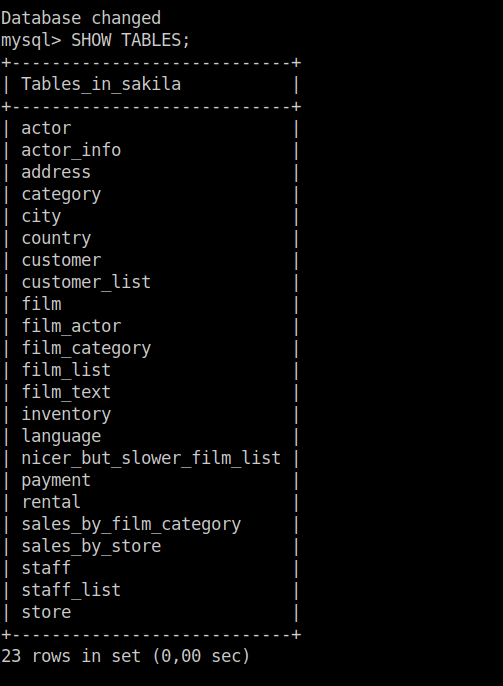 Database changed
mysql> SHOW TABLES;
+----------------------------+
| Tables_in_sakila           |
+----------------------------+
| actor                      |
| actor_info                 |
| address                    |
| category                   |
| city                       |
| country                    |
| customer                   |
| customer_list              |
| film                       |
| film_actor                 |
| film_category              |
| film_list                  |
| film_text                  |
| inventory                  |
| language                   |
| nicer_but_slower_film_list |
| payment                    |
| rental                     |
| sales_by_film_category     |
| sales_by_store             |
| staff                      |
| staff_list                 |
| store                      |
+----------------------------+
23 rows in set (0,00 sec)